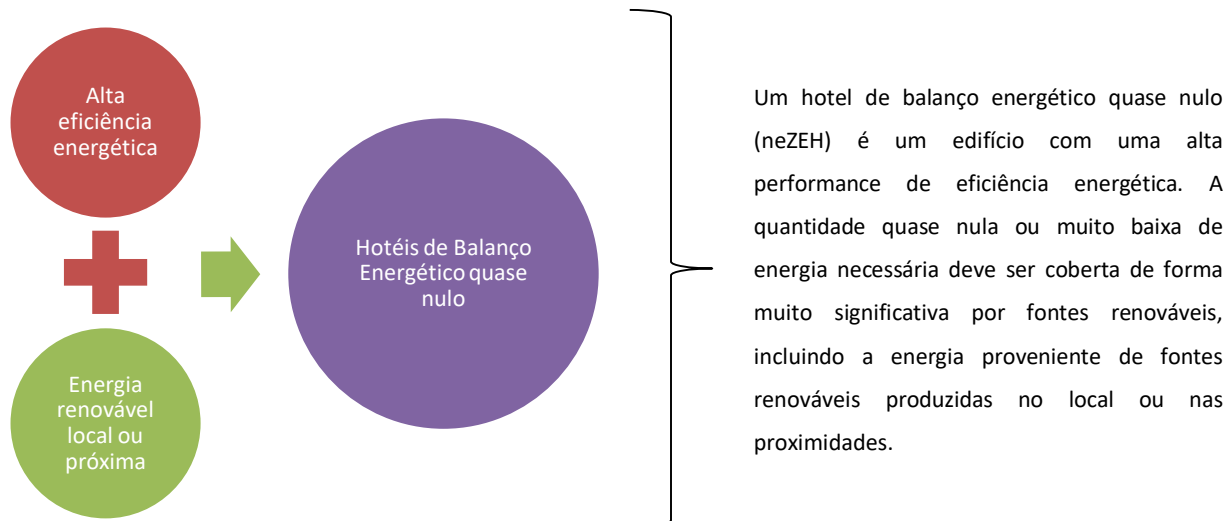 Alta
eficiência
energética
Energia
renovável
local ou
próxima
Hotéis de Balanço
Energético quase
nulo
Um hotel de balanço energético quase nulo
(neZEH) é um edifício com uma alta
performance de eficiência energética. A
quantidade quase nula ou muito baixa de
energia necessária deve ser coberta de forma
muito significativa por fontes renováveis,
incluindo a energia proveniente de fontes
renováveis produzidas no local ou nas
proximidades.